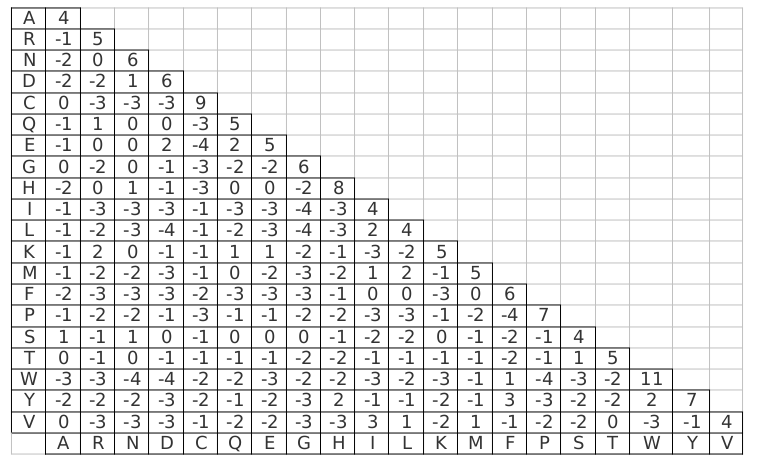 A 4
R -1 5
N -2 0 6
D -2 -2 1 6
C 0 -3 -3 -3 9
Q -1 1 0 0 -3 5
E -1 0 0 2 -4 2 5
G 0 -2 0 -1 -3 -2 -2 6
H -2 0 1 -1 -3 0 0 -2 8
I -1 -3 -3 -3 -1 -3 -3 -4 -3 4
L -1 -2 -3 -4 -1 -2 -3 -4 -3 2 4
K -1 2 0 -1 -1 1 1 -2 -1 -3 -2 5
M -1 -2 -2 -3 -1 0 -2 -3 -2 1 2 -1 5
F -2 -3 -3 -3 -2 -3 -3 -3 -1 0 0 -3 0 6
P -1 -2 -2 -1 -3 -1 -1 -2 -2 -3 -3 -1 -2 -4 7
S 1 -1 1 0 -1 0 0 0 -1 -2 -2 0 -1 -2 -1 4
T 0 -1 0 -1 -1 -1 -1 -2 -2 -1 -1 -1 -1 -2 -1 1 5
W -3 -3 -4 -4 -2 -2 -3 -2 -2 -3 -2 -3 -1 1 -4 -3 -2 11
Y -2 -2 -2 -3 -2 -1 -2 -3 2 -1 -1 -2 -1 3 -3 -2 -2 2 7
V 0 -3 -3 -3 -1 -2 -2 -3 -3 3 1 -2 1 -1 -2 -2 0 -3 -1 4
A R N D C Q E G H I L K M F P S T W Y V